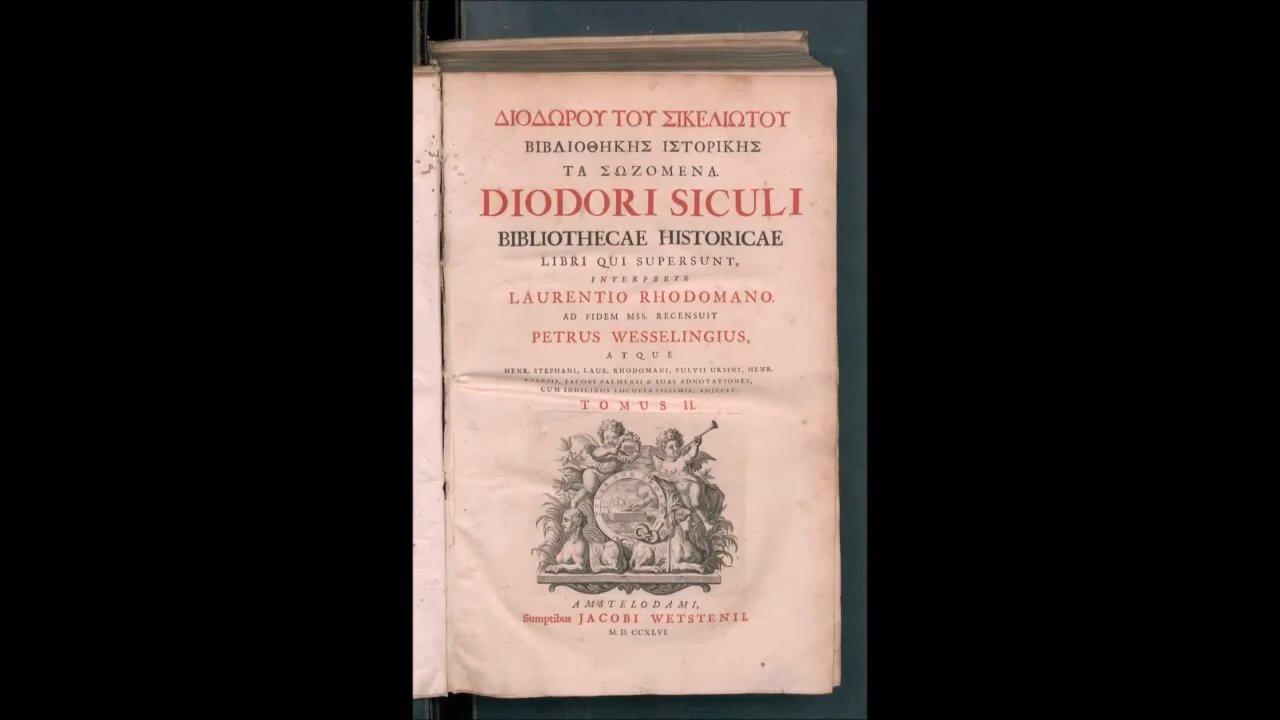 ΔΙΟΔΩΡΟΥ ΤΟΥ ΣΙΚΕΛΙΩΤΟΥ
ΒΙΒΛΙΟΘΗΚΗΣ ΙΣΤΟΡΙΚΗΣ
ΤΑ ΣΩΖΟΜΕΝΑ.
DIODORI SICULI
BIBLIOTHECAE HISTORICAE
LIBRI QUI SUPERSUNT,
INTERPRETE
LAURENTIO RHODOMANO.
AD FIDEM MSS. RECENSUIT
PETRUS WESSELINGIUS,
ATQUE
HENR. STEPHANI, LAUR. RHODOMANI, FULVII URSINI, HENR.
JACOBI PALMERII & SUAS ADNOTATIONES,
CUM INDICIBUS LOCUPLETISSIMIS, ADJECIT.
TOMUS II.
AMSTELODAMI,
Sumptibus JACOBI WETSTENII.
M. D. CCXLVI.